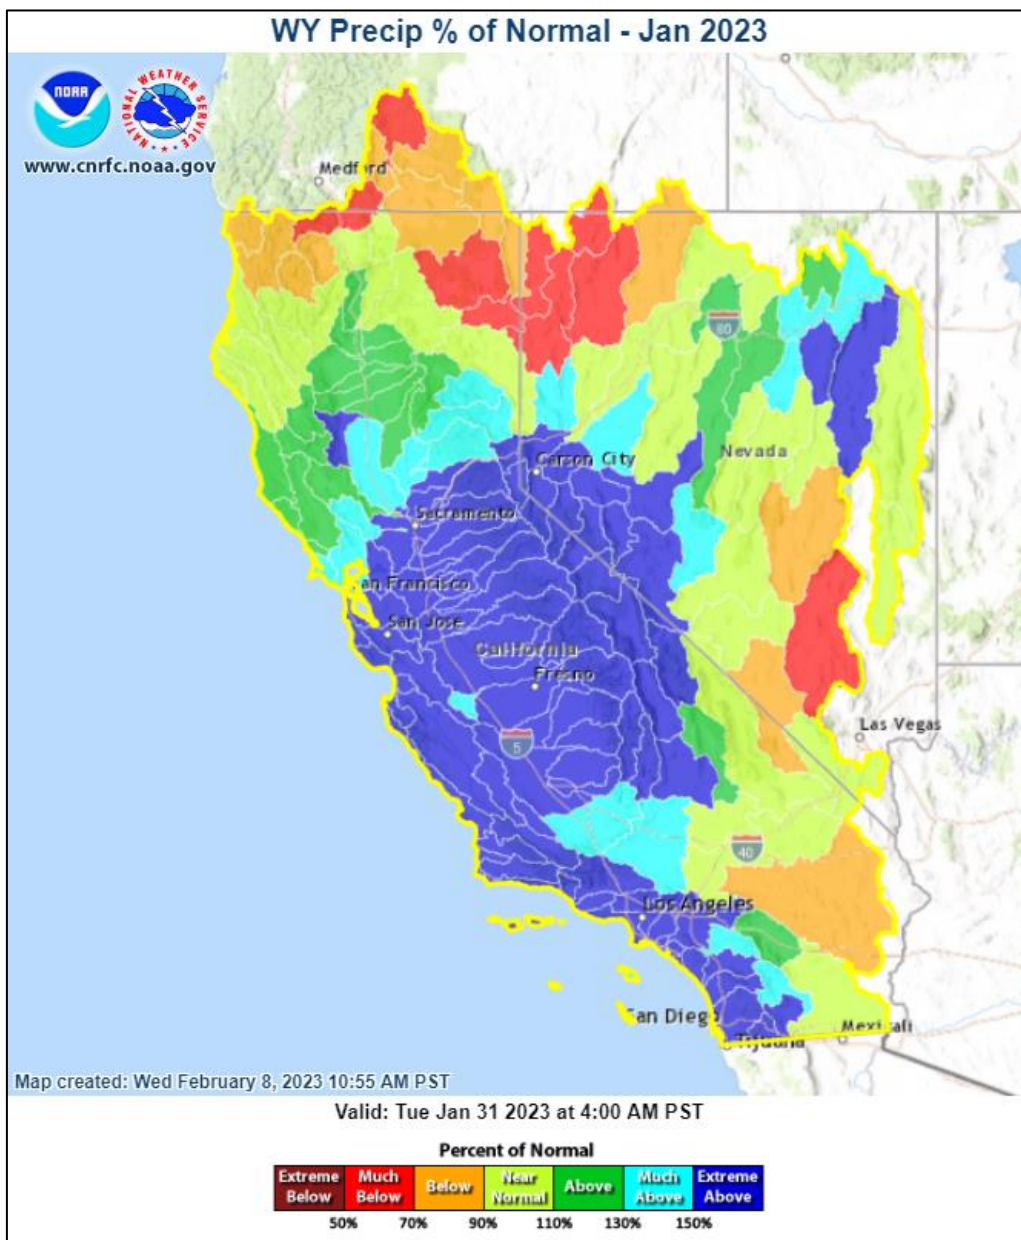 WY Precip % of Normal - Jan 2023
NOAA
NATIONAL WEATHER SERVICE
www.cnrfc.noaa.gov
Medford
80
Nevada
Carson City
Sacramento
San Francisco
San Jose
California
Fresno
5
Las Vegas
40
Los Angeles
San Diego
Tijuana
Mexicali
Map created: Wed February 8, 2023 10:55 AM PST
Valid: Tue Jan 31 2023 at 4:00 AM PST
Percent of Normal
Extreme Below
Much Below
Below
Near Normal
Above
Much Above
Extreme Above
50% 70% 90% 110% 130% 150%